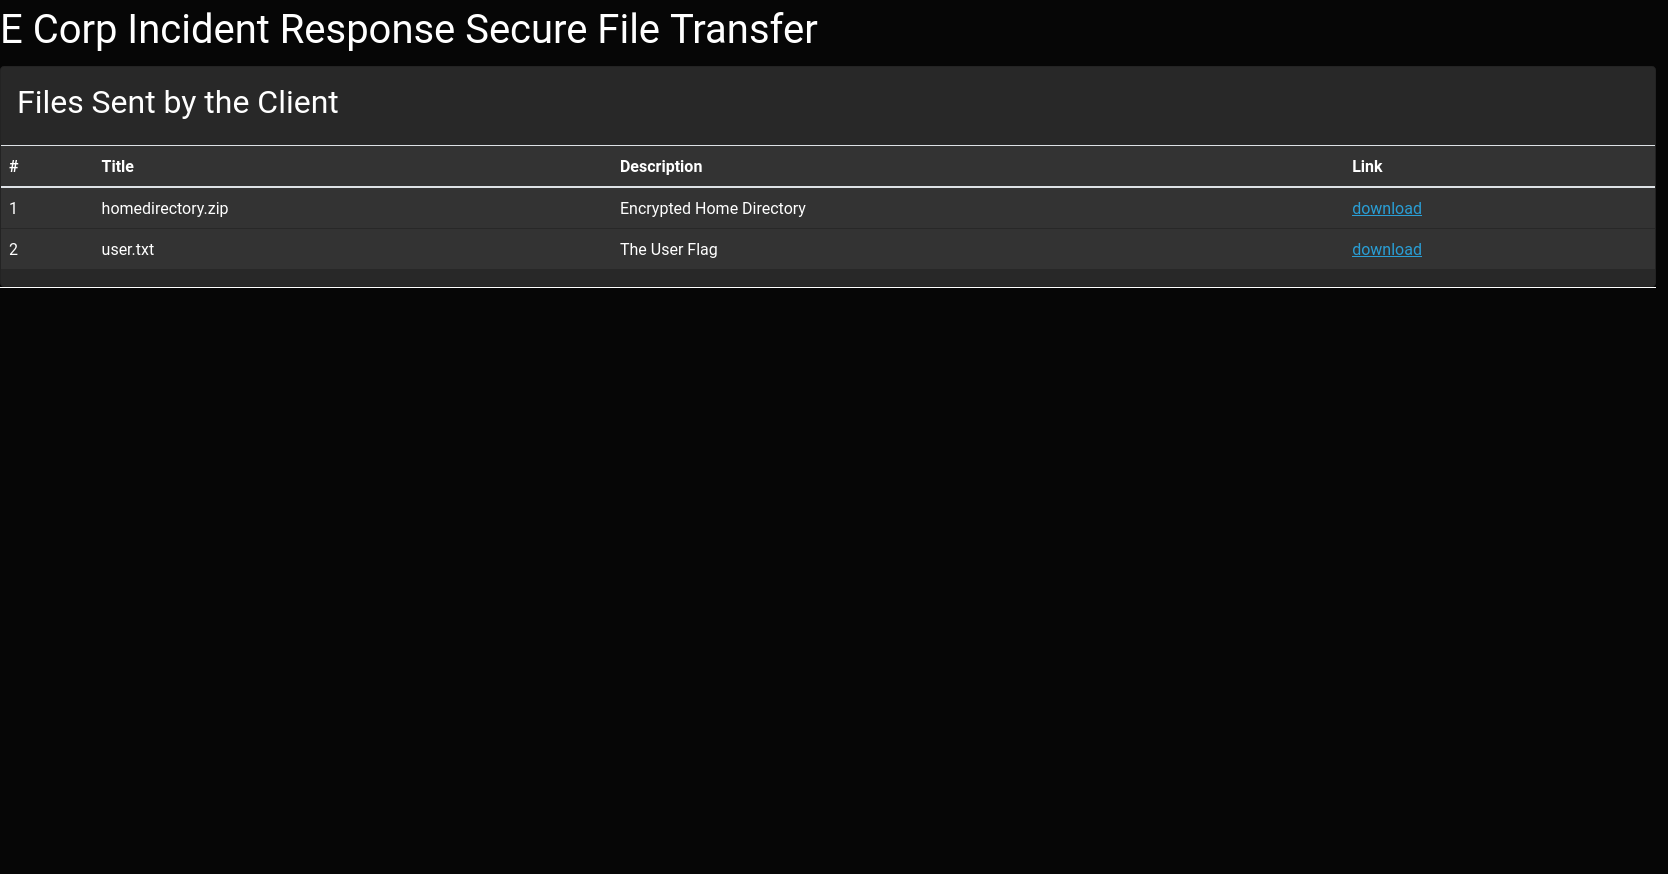 E Corp Incident Response Secure File Transfer
Files Sent by the Client
# Title Description Link
1 homedirectory.zip Encrypted Home Directory download
2 user.txt The User Flag download